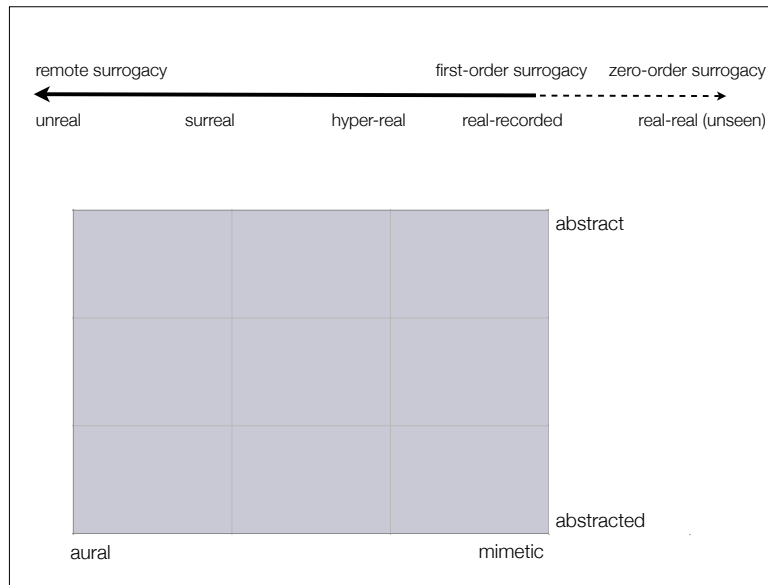 remote surrogacy first-order surrogacy zero-order surrogacy
unreal surreal hyper-real real-recorded real-real (unseen)
abstract
abstracted
aural mimetic